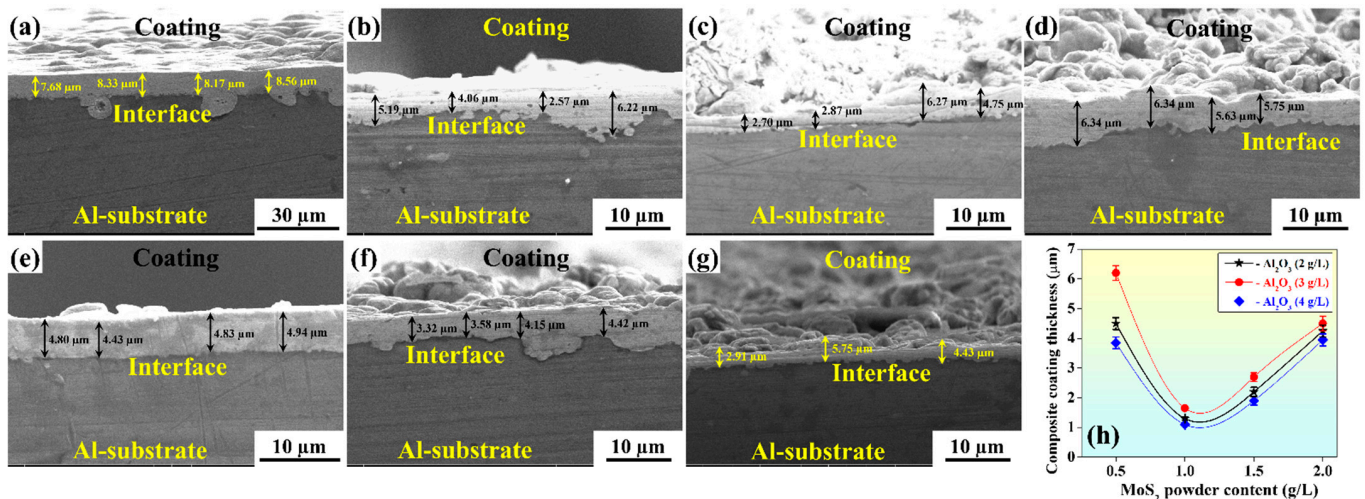 (a)
Coating
7.68 μm
8.33 μm
8.17 μm
8.56 μm
Interface
Al-substrate
30 μm
(b)
Coating
5.19 μm
4.06 μm
2.57 μm
6.22 μm
Interface
Al-substrate
10 μm
(c)
Coating
2.70 μm
2.87 μm
6.27 μm
4.75 μm
Interface
Al-substrate
10 μm
(d)
Coating
6.34 μm
6.34 μm
5.63 μm
5.75 μm
Interface
Al-substrate
10 μm
(e)
Coating
4.80 μm
4.43 μm
4.83 μm
4.94 μm
Interface
Al-substrate
10 μm
(f)
Coating
3.32 μm
3.58 μm
4.15 μm
4.42 μm
Interface
Al-substrate
10 μm
(g)
Coating
2.91 μm
5.75 μm
4.43 μm
Interface
Al-substrate
10 μm
Composite coating thickness (μm)
7
6
5
4
3
2
1
0
- Al₂O₃ (2 g/L)
- Al₂O₃ (3 g/L)
- Al₂O₃ (4 g/L)
(h)
0.5 1.0 1.5 2.0
MoS₂ powder content (g/L)